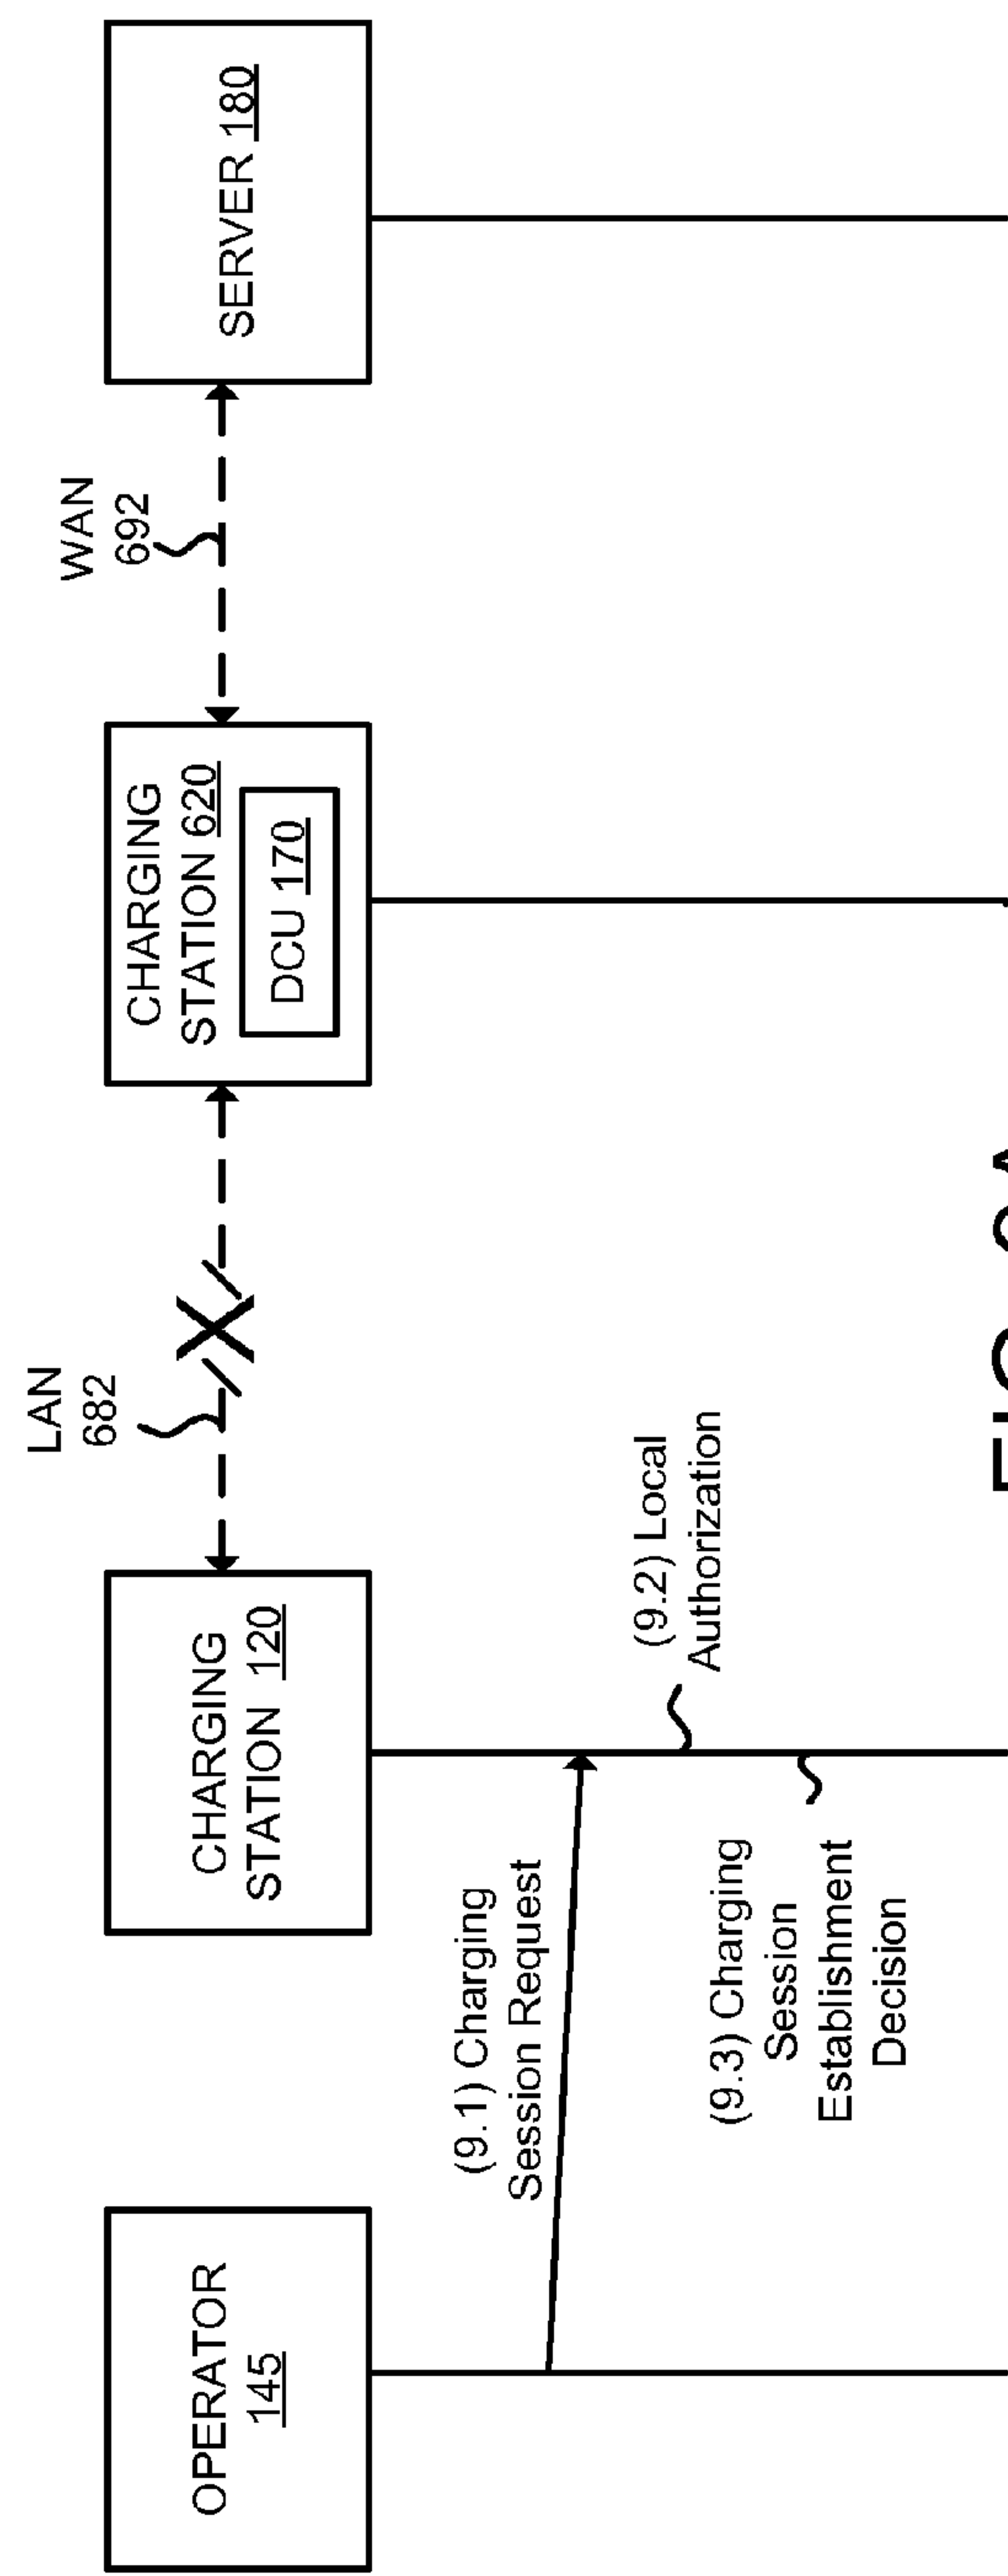 OPERATOR
145
CHARGING
STATION 120
LAN
682
CHARGING
STATION 620
DCU 170
WAN
692
SERVER 180
(9.1) Charging
Session Request
(9.2) Local
Authorization
(9.3) Charging
Session
Establishment
Decision